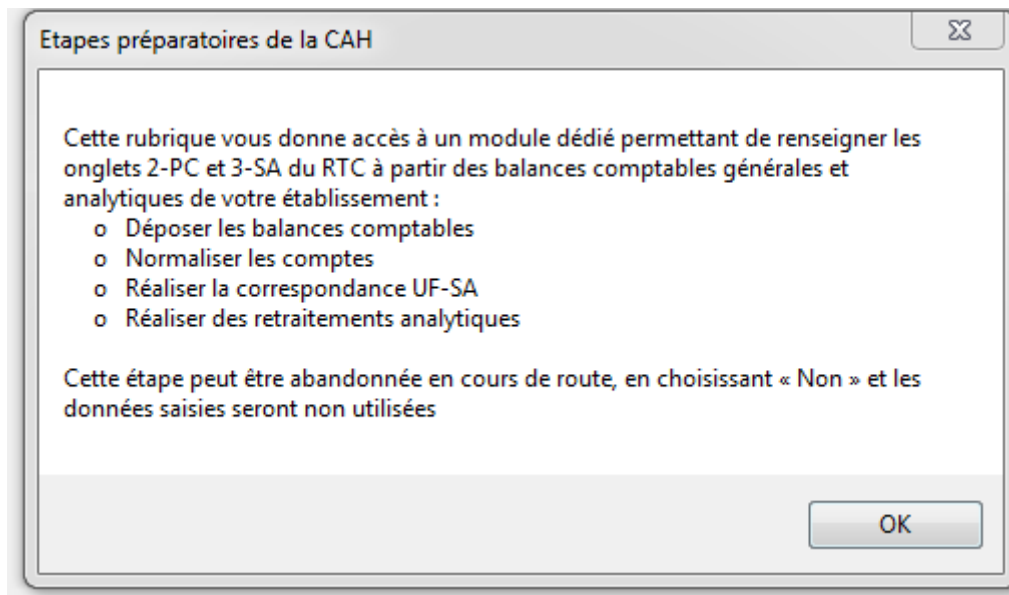 Etapes préparatoires de la CAH
Cette rubrique vous donne accès à un module dédié permettant de renseigner les
onglets 2-PC et 3-SA du RTC à partir des balances comptables générales et
analytiques de votre établissement :
o Déposer les balances comptables
o Normaliser les comptes
o Réaliser la correspondance UF-SA
o Réaliser des retraitements analytiques
Cette étape peut être abandonnée en cours de route, en choisissant « Non » et les
données saisies seront non utilisées
OK